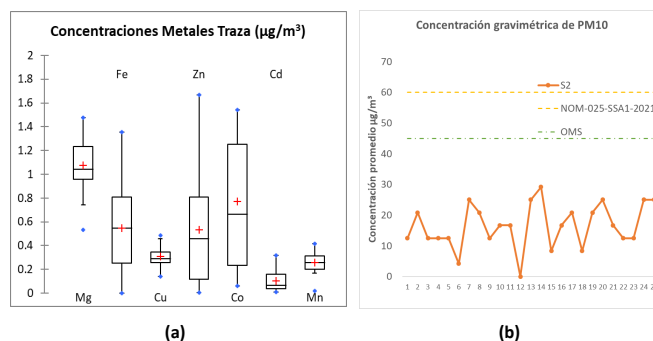 Concentraciones Metales Traza (µg/m³)
2
1.8
1.6
1.4
1.2
1
0.8
0.6
0.4
0.2
0
Fe
Zn
Cd
Mg
Cu
Co
Mn
(a)
Concentración gravimétrica de PM10
Concentración promedio µg/m³
70
60
50
40
30
20
10
0
S2
NOM-025-SSA1-2021
OMS
1 2 3 4 5 6 7 8 9 10 11 12 13 14 15 16 17 18 19 20 21 22 23 24
(b)